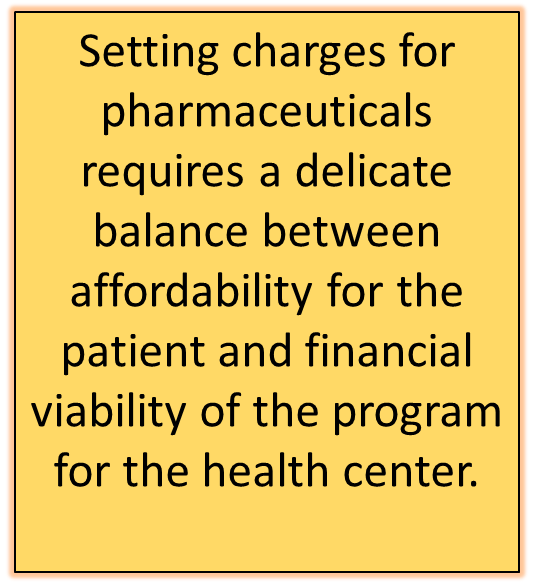 Setting charges for
pharmaceuticals
requires a delicate
balance between
affordability for the
patient and financial
viability of the program
for the health center.